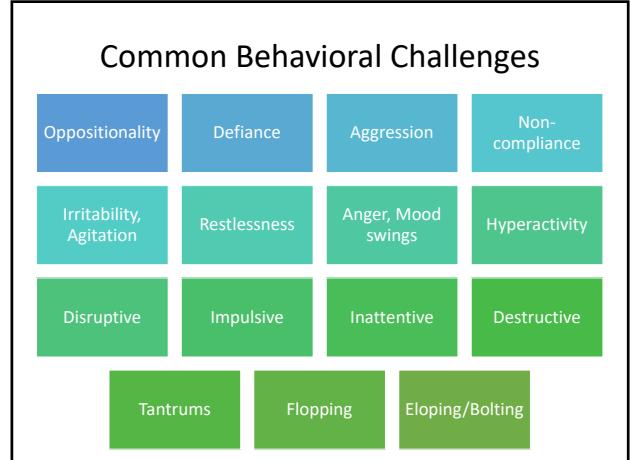 Common Behavioral Challenges
Oppositionality
Defiance
Aggression
Non-
compliance
Irritability,
Agitation
Restlessness
Anger, Mood
swings
Hyperactivity
Disruptive
Impulsive
Inattentive
Destructive
Tantrums
Flopping
Eloping/Bolting